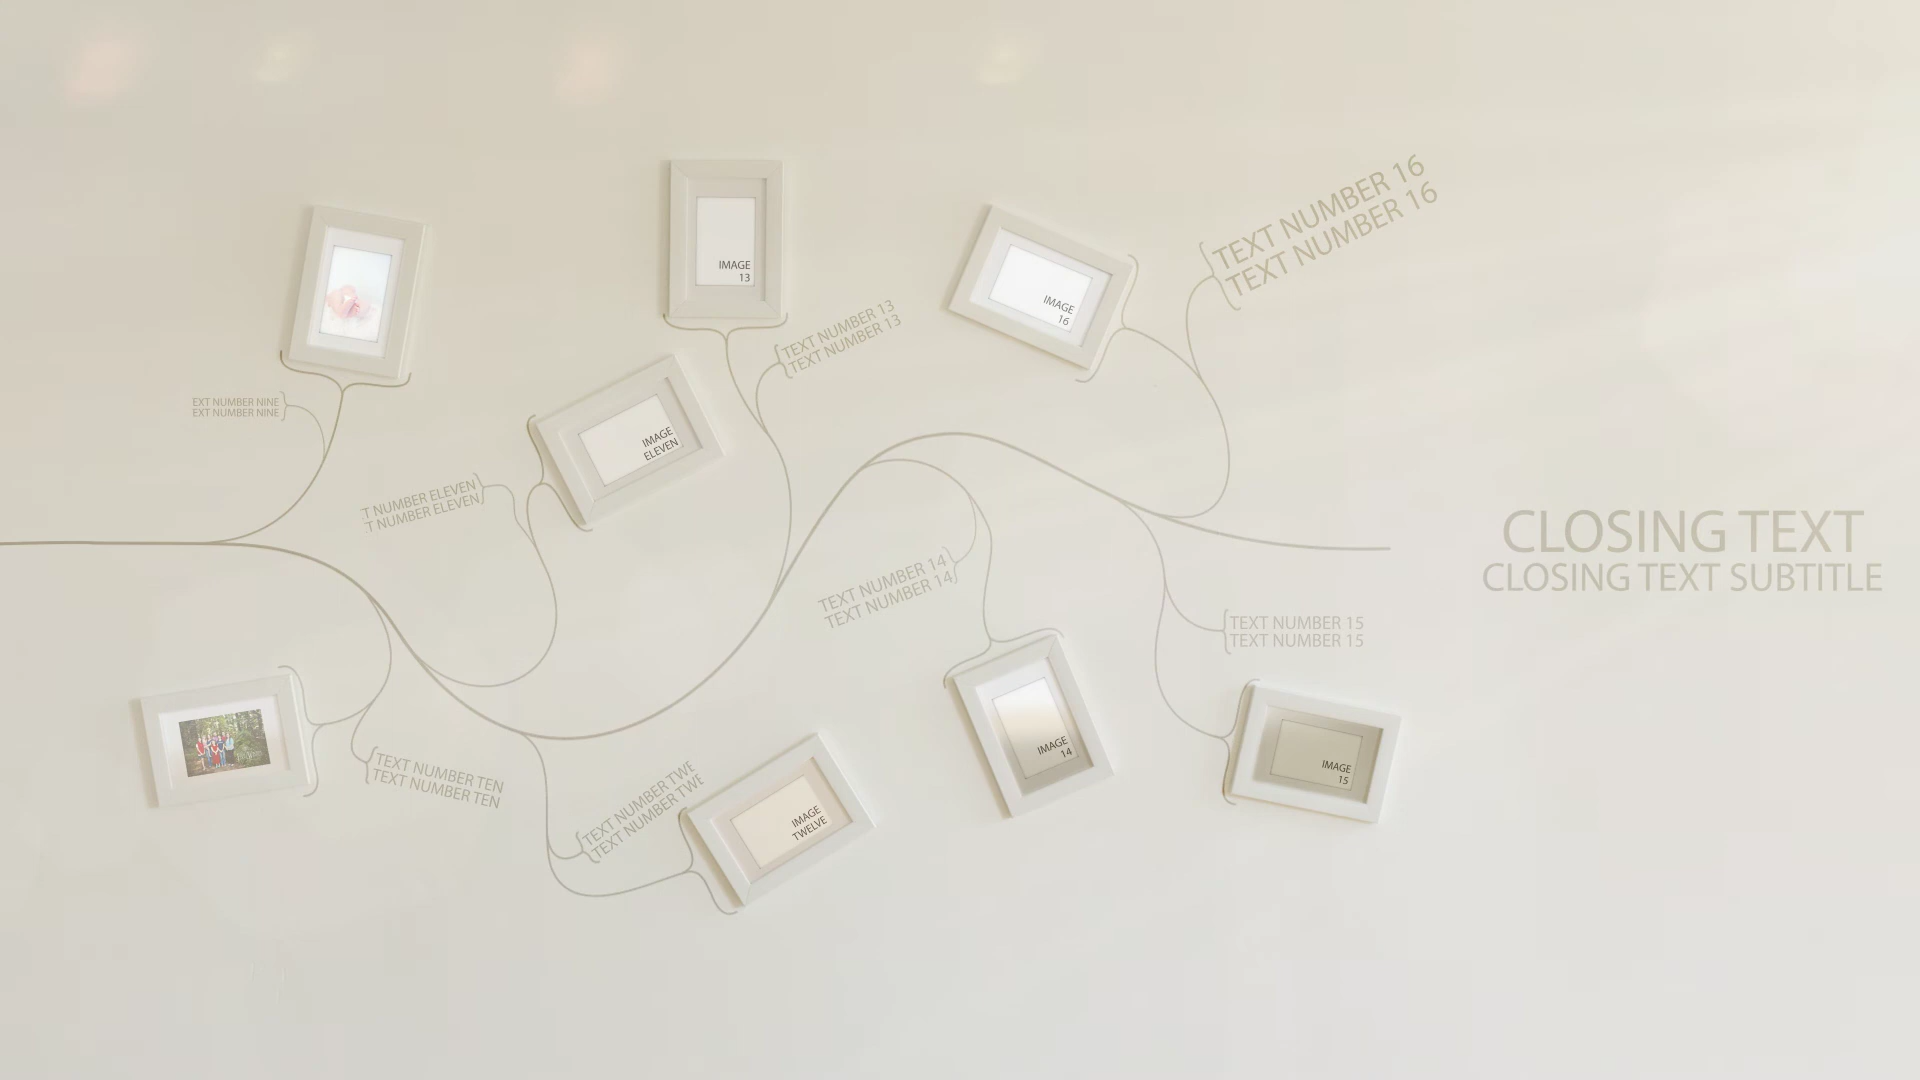 IMAGE
13
TEXT NUMBER 16
TEXT NUMBER 16
IMAGE
16
TEXT NUMBER 13
TEXT NUMBER 13
EXT NUMBER NINE
EXT NUMBER NINE
IMAGE
ELEVEN
T NUMBER ELEVEN
T NUMBER ELEVEN
CLOSING TEXT
CLOSING TEXT SUBTITLE
TEXT NUMBER 14
TEXT NUMBER 14
TEXT NUMBER 15
TEXT NUMBER 15
TEXT NUMBER TEN
TEXT NUMBER TEN
IMAGE
14
IMAGE
15
TEXT NUMBER TWE
TEXT NUMBER TWE
IMAGE
TWELVE